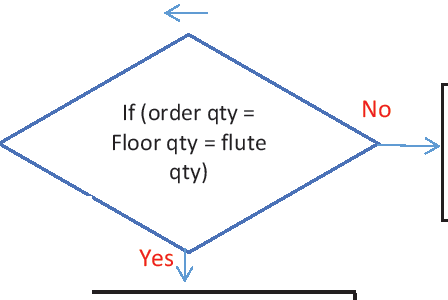 If (order qty =
Floor qty = flute
qty)
No
Yes